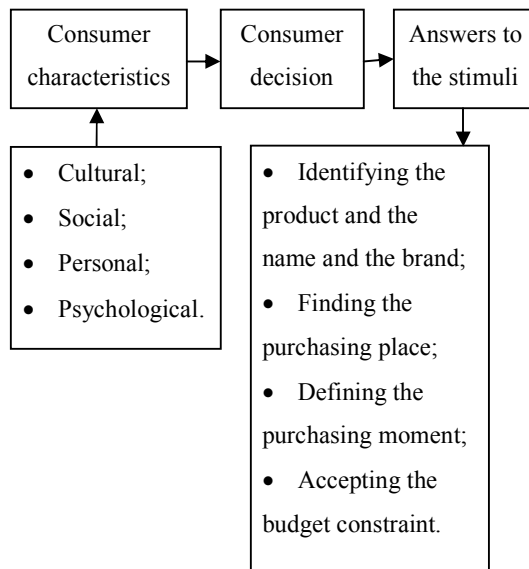 Consumer
characteristics
Consumer
decision
Answers to
the stimuli
• Cultural;
• Social;
• Personal;
• Psychological.
• Identifying the
product and the
name and the brand;
• Finding the
purchasing place;
• Defining the
purchasing moment;
• Accepting the
budget constraint.